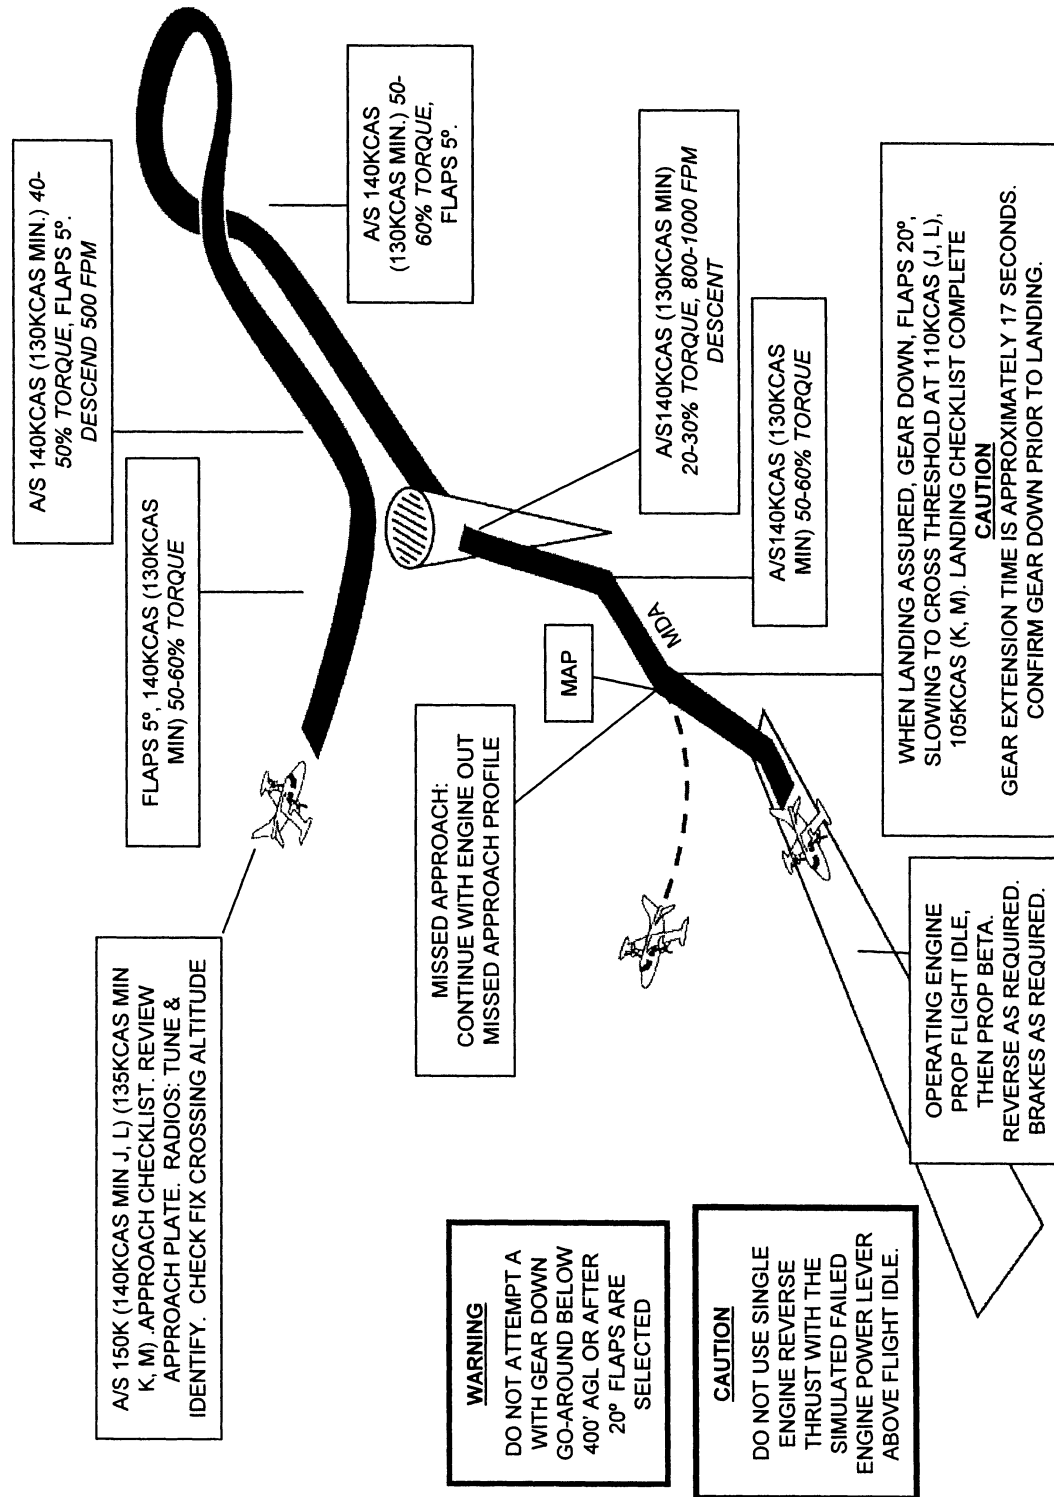 A/S 150K (140KCAS MIN J, L) (135KCAS MIN
K, M) .APPROACH CHECKLIST. REVIEW
APPROACH PLATE.  RADIOS: TUNE &
IDENTIFY.  CHECK FIX CROSSING ALTITUDE
FLAPS 5º, 140KCAS (130KCAS
MIN) 50-60% TORQUE
A/S 140KCAS (130KCAS MIN.) 40-
50% TORQUE, FLAPS 5º.
DESCEND 500 FPM
A/S 140KCAS
(130KCAS MIN.) 50-
60% TORQUE,
FLAPS 5º.
A/S140KCAS (130KCAS MIN)
20-30% TORQUE, 800-1000 FPM
DESCENT
A/S140KCAS (130KCAS
MIN) 50-60% TORQUE
MDA
MAP
MISSED APPROACH:
CONTINUE WITH ENGINE OUT
MISSED APPROACH PROFILE
WHEN LANDING ASSURED, GEAR DOWN, FLAPS 20º,
SLOWING TO CROSS THRESHOLD AT 110KCAS (J, L),
105KCAS (K, M). LANDING CHECKLIST COMPLETE
CAUTION
GEAR EXTENSION TIME IS APPROXIMATELY 17 SECONDS.
CONFIRM GEAR DOWN PRIOR TO LANDING.
OPERATING ENGINE
PROP FLIGHT IDLE,
THEN PROP BETA.
REVERSE AS REQUIRED.
BRAKES AS REQUIRED.
WARNING
DO NOT ATTEMPT A
WITH GEAR DOWN
GO-AROUND BELOW
400' AGL OR AFTER
20º FLAPS ARE
SELECTED
CAUTION
DO NOT USE SINGLE
ENGINE REVERSE
THRUST WITH THE
SIMULATED FAILED
ENGINE POWER LEVER
ABOVE FLIGHT IDLE.